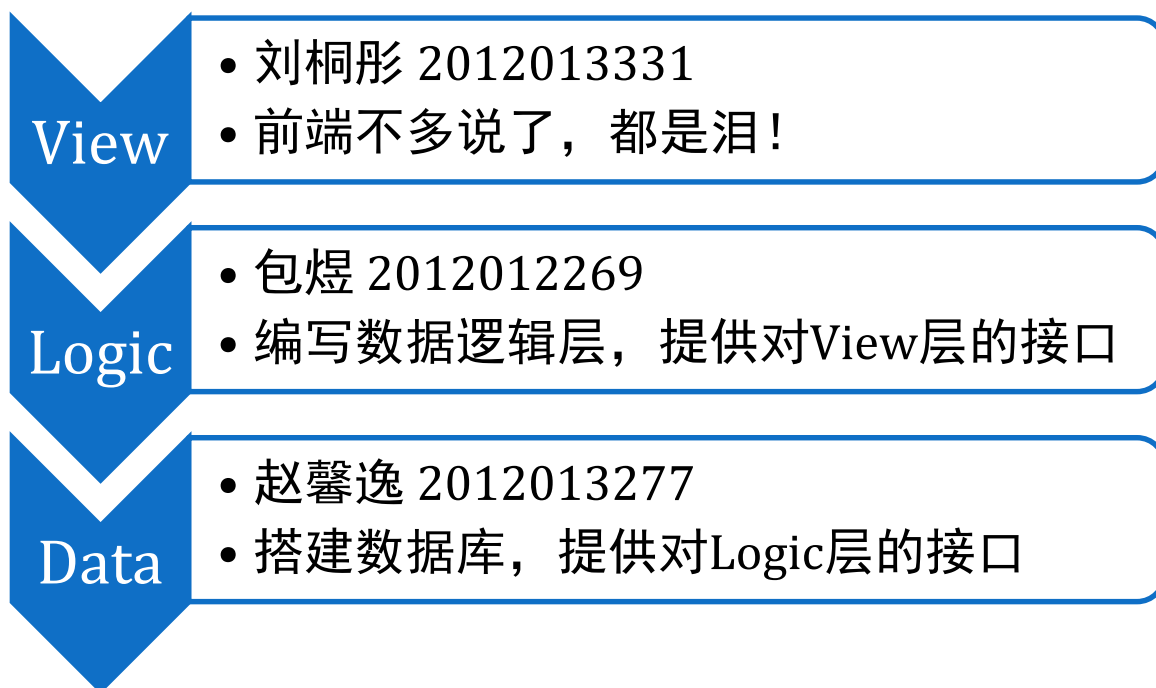 View
• 刘桐彤 2012013331
• 前端不多说了，都是泪！
Logic
• 包煜 2012012269
• 编写数据逻辑层，提供对View层的接口
Data
• 赵馨逸 2012013277
• 搭建数据库，提供对Logic层的接口